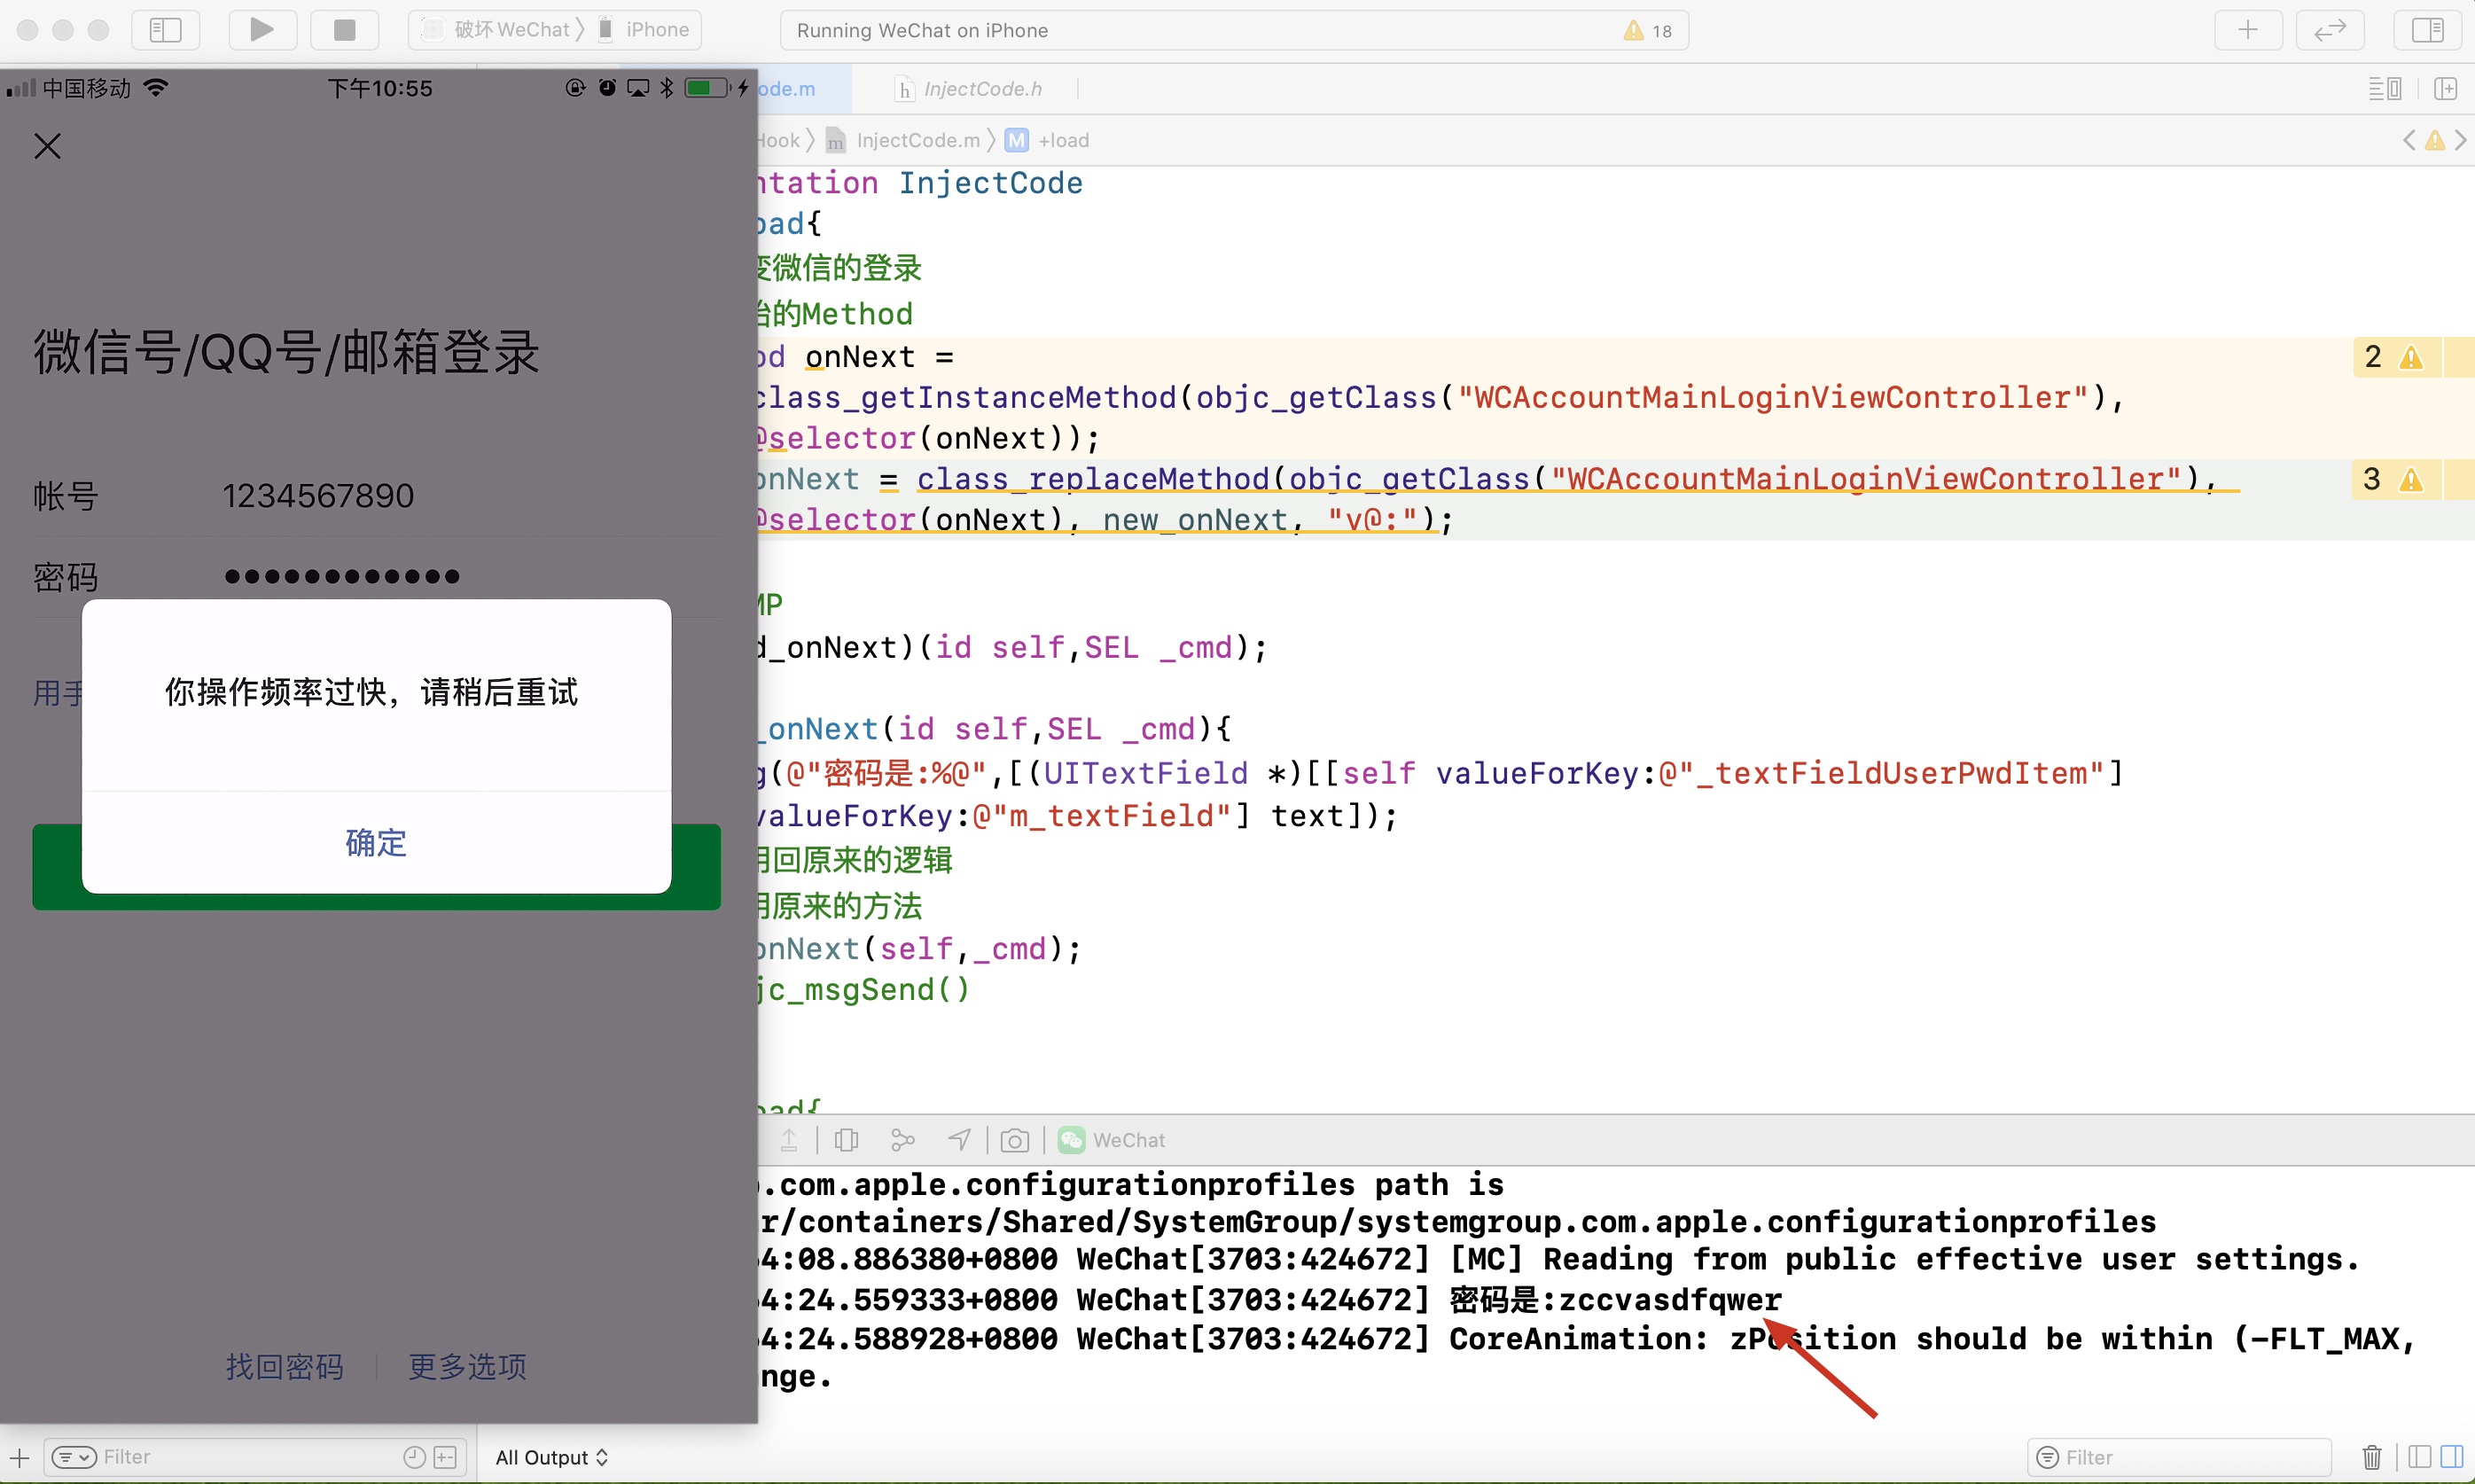 破坏WeChat 〉 iPhone
Running WeChat on iPhone
18
中国移动
下午10:55
微信号/QQ号/邮箱登录
帐号 1234567890
密码 ●●●●●●●●●●●●
用手
你操作频率过快，请稍后重试
确定
找回密码 更多选项
ode.m
InjectCode.h
Hook 〉 InjectCode.m 〉 M +load
ntation InjectCode
oad{
变微信的登录
始的Method
od onNext =
class_getInstanceMethod(objc_getClass("WCAccountMainLoginViewController"),
@selector(onNext));
2
onNext = class_replaceMethod(objc_getClass("WCAccountMainLoginViewController"),
@selector(onNext), new_onNext, "v@:");
3
MP
d_onNext)(id self,SEL _cmd);
_onNext(id self,SEL _cmd){
g(@"密码是:%@",[(UITextField *)[[self valueForKey:@"_textFieldUserPwdItem"]
valueForKey:@"m_textField"] text]);
用回原来的逻辑
用原来的方法
onNext(self,_cmd);
jc_msgSend()
oad{
WeChat
.com.apple.configurationprofiles path is
r/containers/Shared/SystemGroup/systemgroup.com.apple.configurationprofiles
54:08.886380+0800 WeChat[3703:424672] [MC] Reading from public effective user settings.
54:24.559333+0800 WeChat[3703:424672] 密码是:zccvasdfqwer
54:24.588928+0800 WeChat[3703:424672] CoreAnimation: zPosition should be within (-FLT_MAX,
nge.
Filter
All Output
Filter